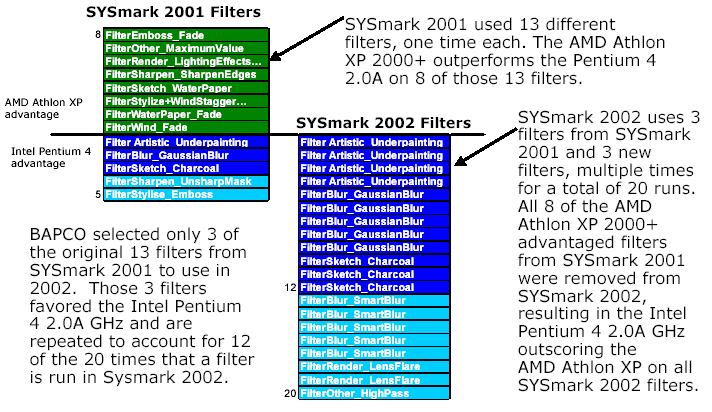 SYSmark 2001 Filters
8
FilterEmboss_Fade
FilterOther_MaximumValue
FilterRender_LightingEffects...
FilterSharpen_SharpenEdges
FilterSketch_WaterPaper
FilterStylize+WindStagger...
FilterWaterPaper_Fade
FilterWind_Fade
Filter Artistic_Underpainting
FilterBlur_GaussianBlur
FilterSketch_Charcoal
FilterSharpen_UnsharpMask
5
FilterStylise_Emboss
AMD Athlon XP
advantage
Intel Pentium 4
advantage
SYSmark 2001 used 13 different
filters, one time each. The AMD Athlon
XP 2000+ outperforms the Pentium 4
2.0A on 8 of those 13 filters.
SYSmark 2002 Filters
Filter Artistic_Underpainting
Filter Artistic_Underpainting
Filter Artistic_Underpainting
Filter Artistic_Underpainting
FilterBlur_GaussianBlur
FilterBlur_GaussianBlur
FilterBlur_GaussianBlur
FilterBlur_GaussianBlur
FilterBlur_GaussianBlur
FilterSketch_Charcoal
FilterSketch_Charcoal
12
FilterSketch_Charcoal
FilterBlur_SmartBlur
FilterBlur_SmartBlur
FilterBlur_SmartBlur
FilterBlur_SmartBlur
FilterBlur_SmartBlur
FilterRender_LensFlare
FilterRender_LensFlare
20
FilterOther_HighPass
SYSmark 2002 uses 3
filters from SYSmark
2001 and 3 new
filters, multiple times
for a total of 20 runs.
All 8 of the AMD
Athlon XP 2000+
advantaged filters
from SYSmark 2001
were removed from
SYSmark 2002,
resulting in the Intel
Pentium 4 2.0A GHz
outscoring the
AMD Athlon XP on all
SYSmark 2002 filters.
BAPCO selected only 3 of
the original 13 filters from
SYSmark 2001 to use in
2002.  Those 3 filters
favored the Intel Pentium
4 2.0A GHz and are
repeated to account for 12
of the 20 times that a filter
is run in Sysmark 2002.